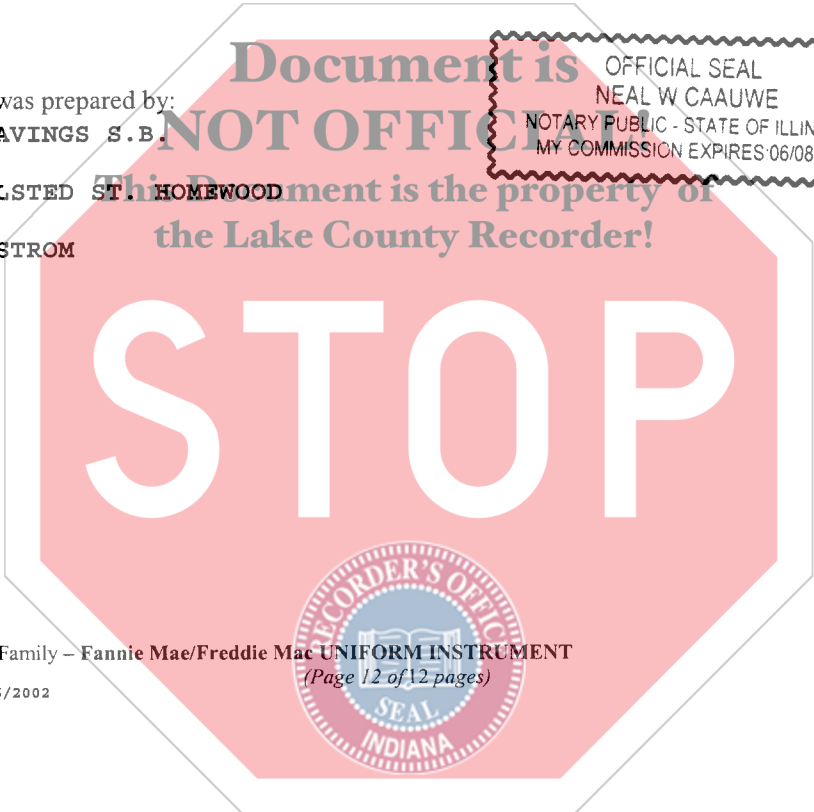 Document is
NOT OFFICIAL!
This Document is the property of
the Lake County Recorder!
OFFICIAL SEAL
NEAL W CAAUWE
NOTARY PUBLIC - STATE OF ILLIN
MY COMMISSION EXPIRES:06/08
was prepared by:
AVINGS S.B.
LSTED ST. HOMEWOOD
STROM
STOP
RECORDER'S OFFICE
SEAL
INDIANA
Family – Fannie Mae/Freddie Mac UNIFORM INSTRUMENT
(Page 12 of 12 pages)
/2002